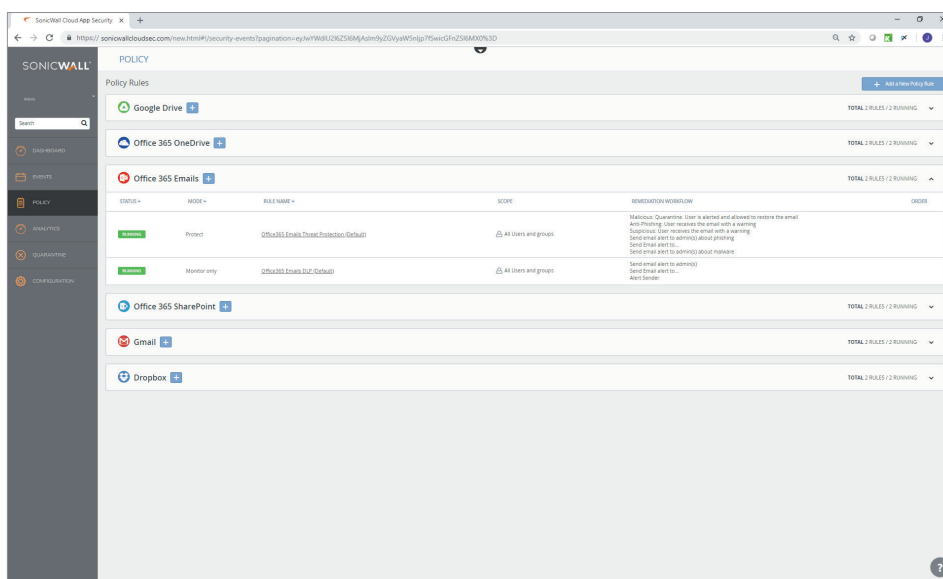 SonicWall Cloud App Security
https://sonicwallcloudsec.com/new.html#!/security-events?pagination=
SONICWALL
POLICY
Policy Rules
+ Add a New Policy Rule
Search
DASHBOARD
EVENTS
POLICY
ANALYTICS
QUARANTINE
CONFIGURATION
Google Drive +
TOTAL 2 RULES / 2 RUNNING
Office 365 OneDrive +
TOTAL 2 RULES / 2 RUNNING
Office 365 Emails +
TOTAL 2 RULES / 2 RUNNING
STATUS MODE RULE NAME SCOPE REMEDIATION WORKFLOW ORDER
RUNNING Protect Office365 Emails Threat Protection (Default) All Users and groups
Malicious: Quarantine. User is alerted and allowed to restore the email
Anti-Phishing: User receives the email with a warning
Suspicious: User receives the email with a warning
Send email alert to admin(s) about phishing
Send Email alert to...
Send email alert to admin(s) about malware
RUNNING Monitor only Office365 Emails DLP (Default) All Users and groups
Send email alert to admin(s)
Send Email alert to...
Alert Sender
Office 365 SharePoint +
TOTAL 2 RULES / 2 RUNNING
Gmail +
TOTAL 2 RULES / 2 RUNNING
Dropbox +
TOTAL 2 RULES / 2 RUNNING
?